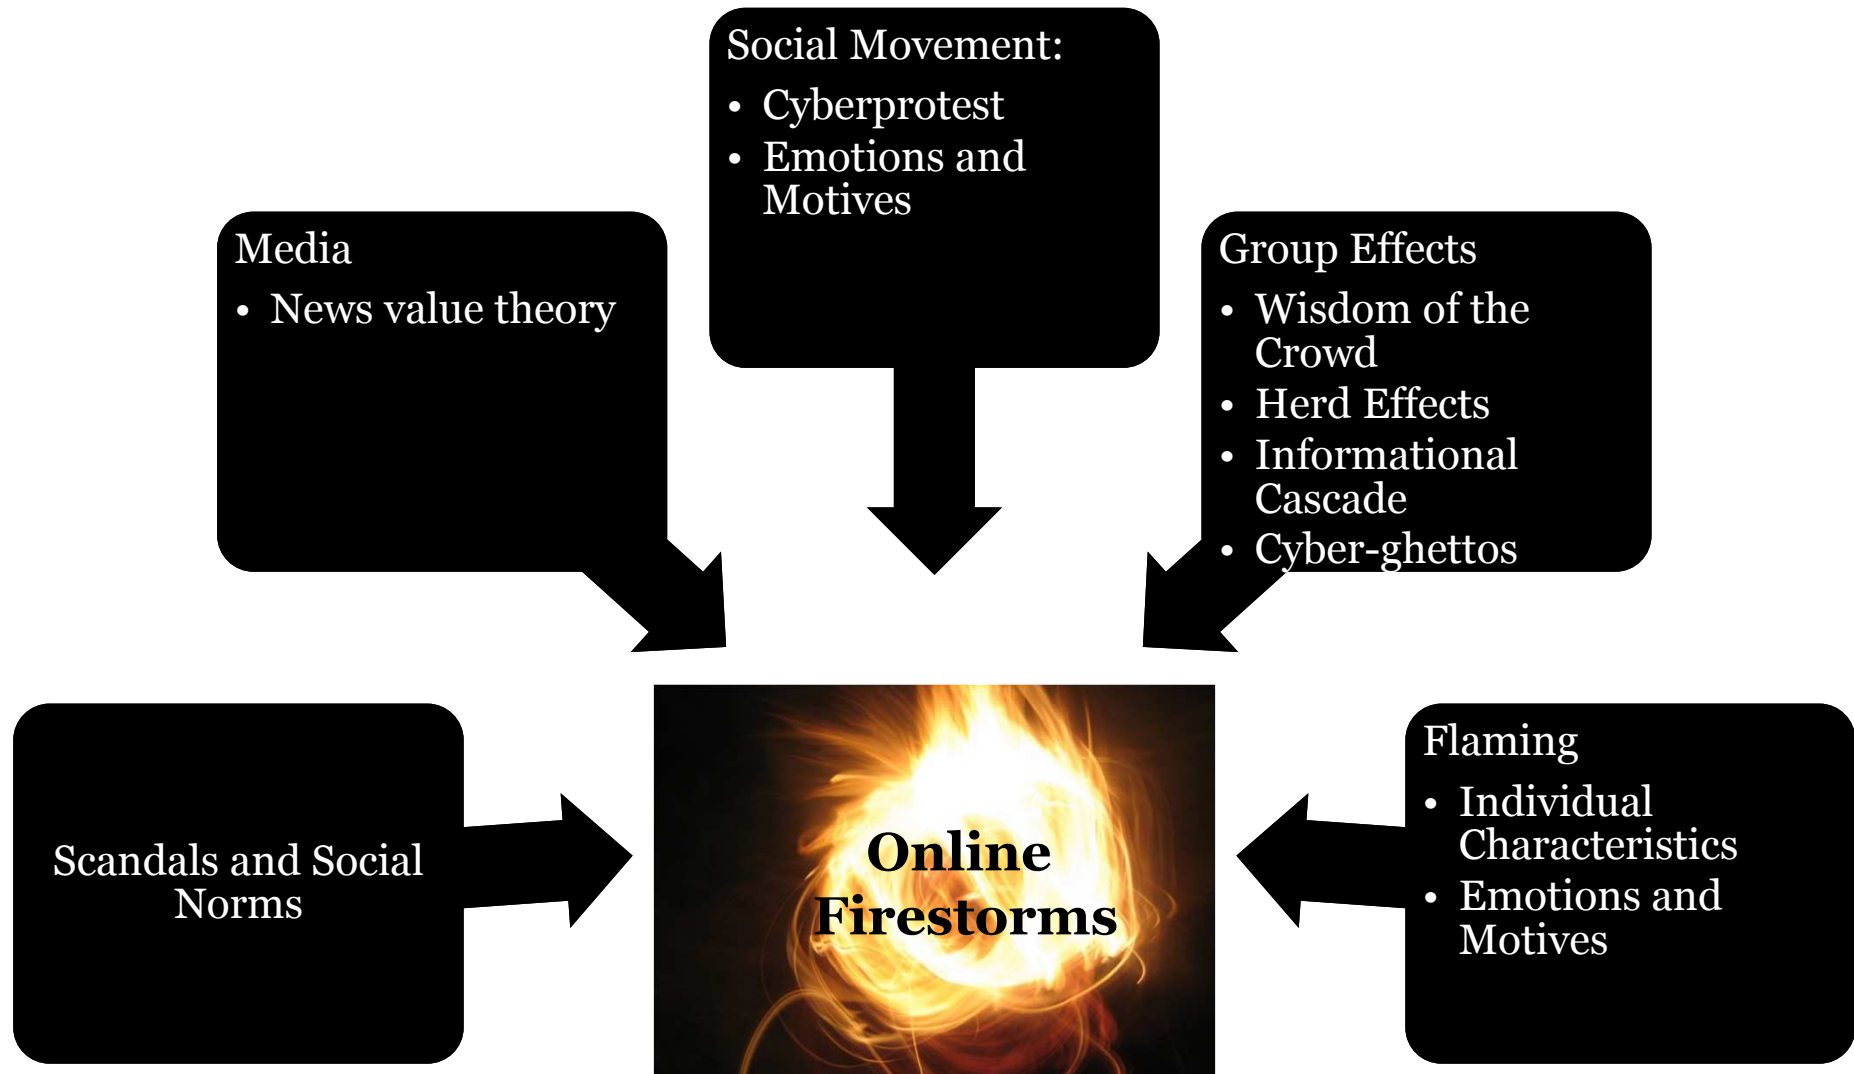 Social Movement:
• Cyberprotest
• Emotions and
Motives
Media
• News value theory
Group Effects
• Wisdom of the
Crowd
• Herd Effects
• Informational
Cascade
• Cyber-ghettos
Scandals and Social
Norms
Online
Firestorms
Flaming
• Individual
Characteristics
• Emotions and
Motives